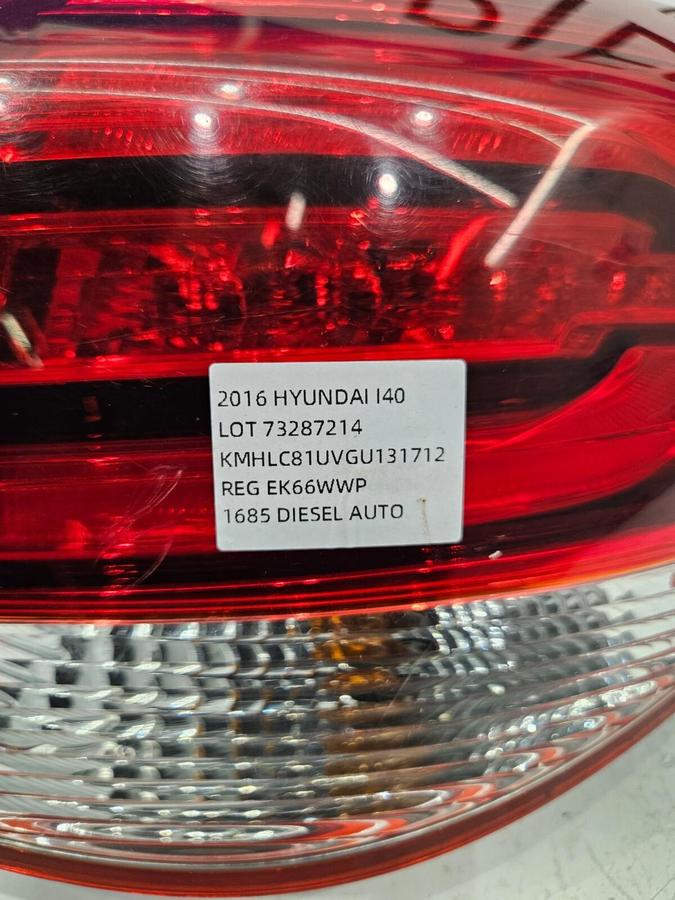 2016 HYUNDAI I40
LOT 73287214
KMHLC81UVGU131712
REG EK66WWP
1685 DIESEL AUTO